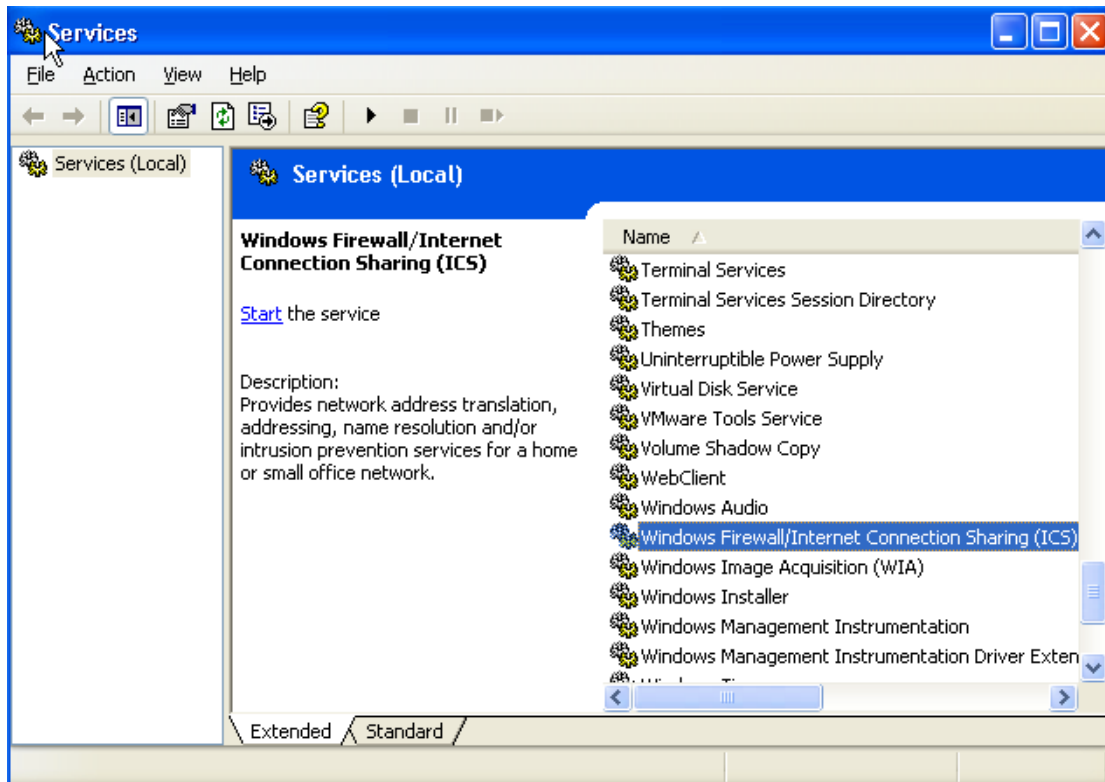 Services
File Action View Help
Services (Local)
Services (Local)
Windows Firewall/Internet
Connection Sharing (ICS)
Start the service
Description:
Provides network address translation,
addressing, name resolution and/or
intrusion prevention services for a home
or small office network.
Name
Terminal Services
Terminal Services Session Directory
Themes
Uninterruptible Power Supply
Virtual Disk Service
VMware Tools Service
Volume Shadow Copy
WebClient
Windows Audio
Windows Firewall/Internet Connection Sharing (ICS)
Windows Image Acquisition (WIA)
Windows Installer
Windows Management Instrumentation
Windows Management Instrumentation Driver Exten
Extended Standard